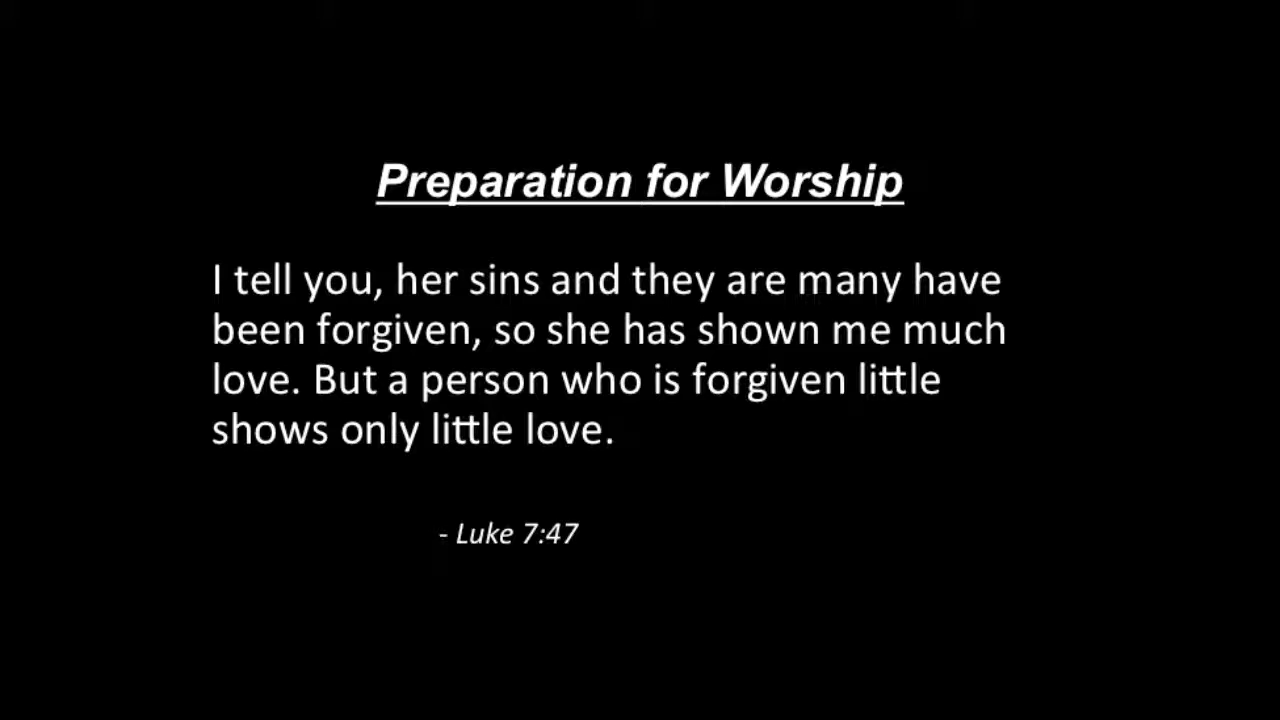 Preparation for Worship
I tell you, her sins and they are many have
been forgiven, so she has shown me much
love. But a person who is forgiven little
shows only little love.
- Luke 7:47